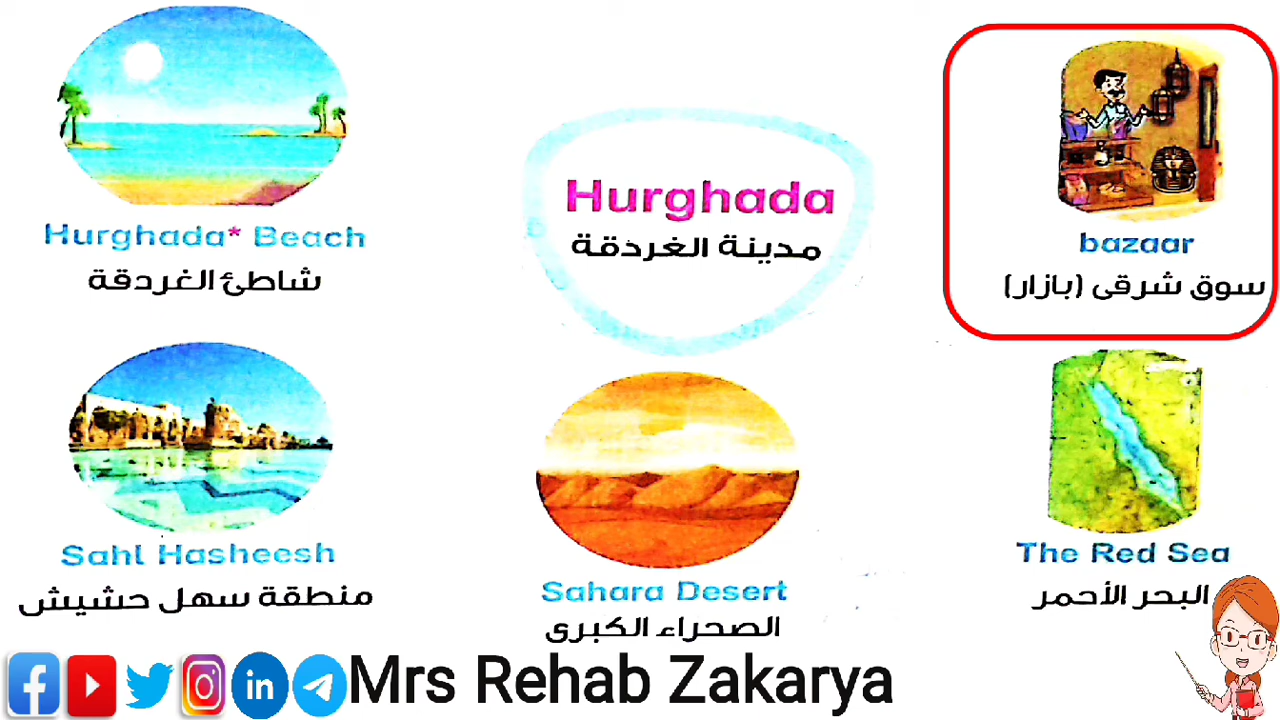 Hurghada* Beach
شاطئ الغردقة
Hurghada
مدينة الغردقة
bazaar
سوق شرقى (بازار)
Sahl Hasheesh
منطقة سهل حشيش
Sahara Desert
الصحراء الكبرى
The Red Sea
البحر الأحمر
Mrs Rehab Zakarya